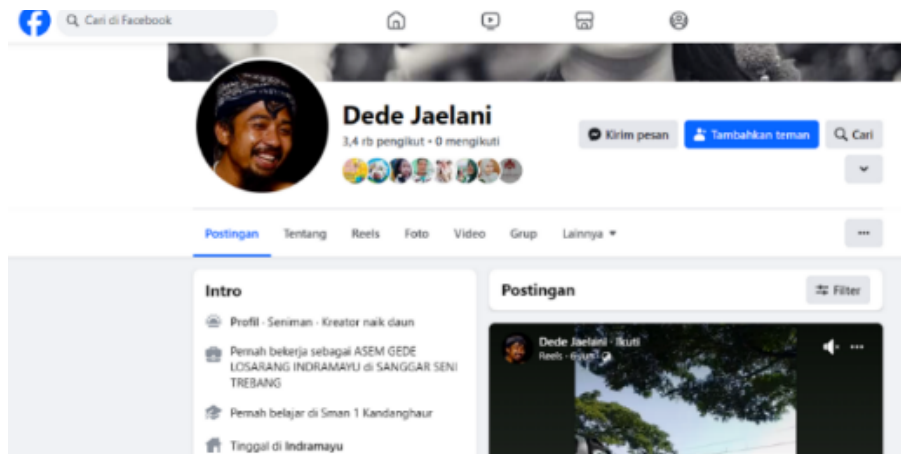 Cari di Facebook
Dede Jaelani
3,4 rb pengikut • 0 mengikuti
Kirim pesan
Tambahkan teman
Cari
Postingan
Tentang
Reels
Foto
Video
Grup
Lainnya
Intro
Profil · Seniman · Kreator naik daun
Pernah bekerja sebagai ASEM GEDE
LOSARANG INDRAMAYU di SANGGAR SENI
TREBANG
Pernah belajar di Sman 1 Kandanghaur
Tinggal di Indramayu
Postingan
Filter
Dede Jaelani · Ikuti
Reels ·